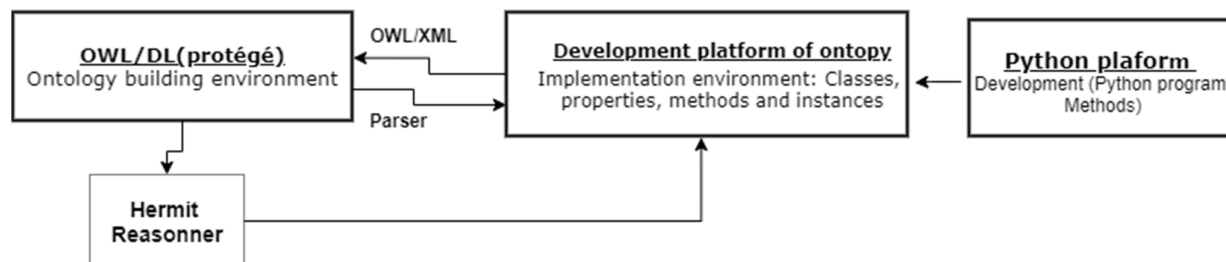 OWL/DL(protégé)
Ontology building environment
OWL/XML
Parser
Development platform of ontopy
Implementation environment: Classes,
properties, methods and instances
Python plaform
Development (Python program
Methods)
Hermit
Reasonner